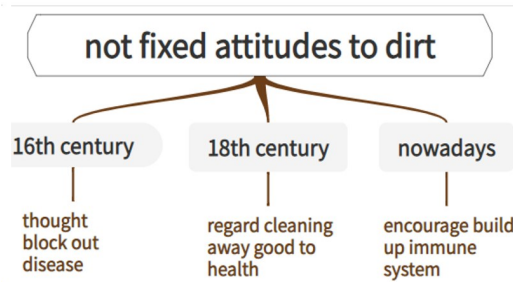 not fixed attitudes to dirt
16th century
thought
block out
disease
18th century
regard cleaning
away good to
health
nowadays
encourage build
up immune
system